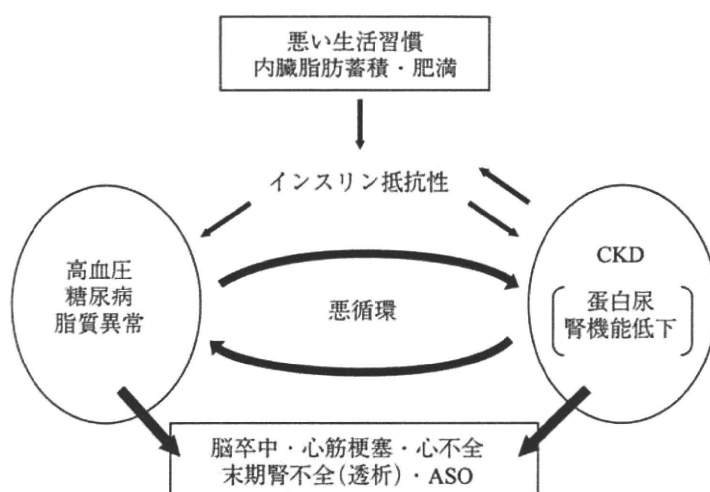 悪い生活習慣
内臓脂肪蓄積・肥満
インスリン抵抗性
高血圧
糖尿病
脂質異常
悪循環
CKD
蛋白尿
腎機能低下
脳卒中・心筋梗塞・心不全
末期腎不全(透析)・ASO